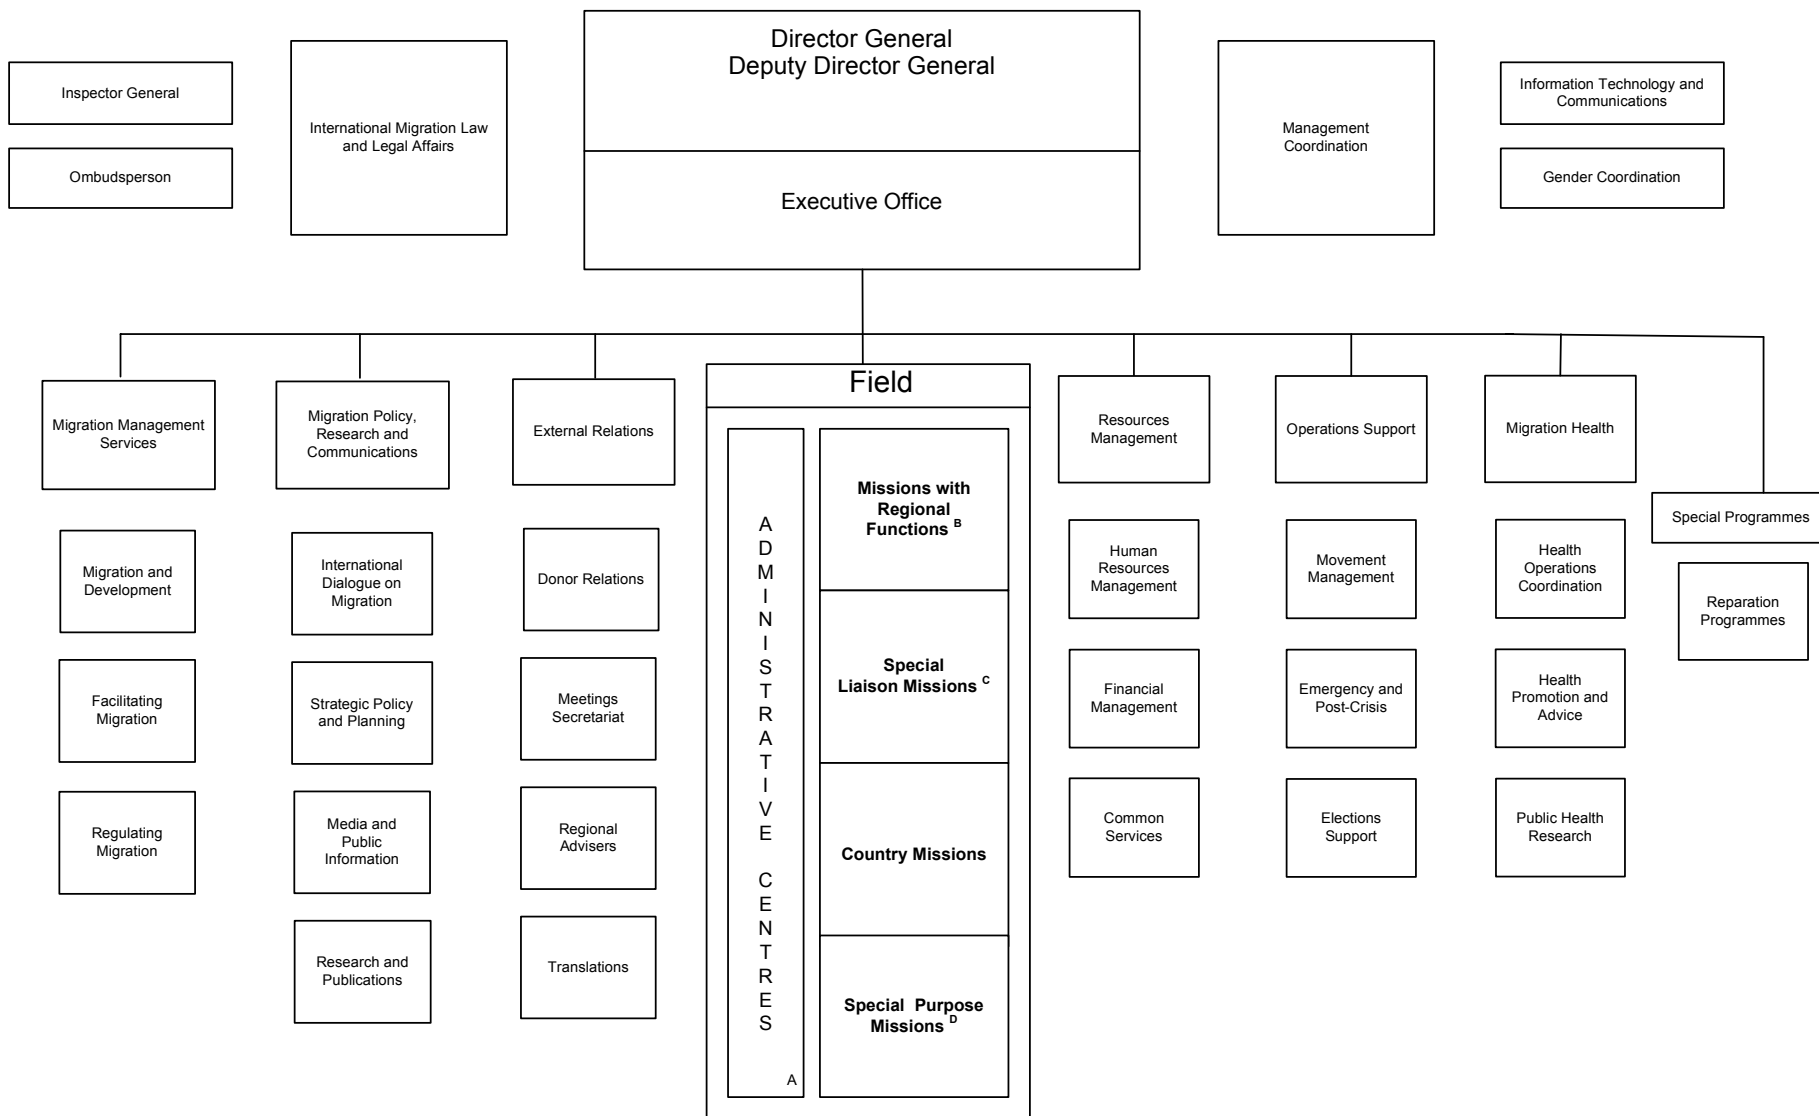 Director General
Deputy Director General
Executive Office
Inspector General
Ombudsperson
International Migration Law
and Legal Affairs
Management
Coordination
Information Technology and
Communications
Gender Coordination
Migration Management
Services
Migration and
Development
Facilitating
Migration
Regulating
Migration
Migration Policy,
Research and
Communications
International
Dialogue on
Migration
Strategic Policy
and Planning
Media and
Public
Information
Research and
Publications
External Relations
Donor Relations
Meetings
Secretariat
Regional
Advisers
Translations
Field
ADMINISTRATIVE CENTRES
A
Missions with
Regional
Functions B
Special
Liaison Missions C
Country Missions
Special Purpose
Missions D
Resources
Management
Human
Resources
Management
Financial
Management
Common
Services
Operations Support
Movement
Management
Emergency and
Post-Crisis
Elections
Support
Migration Health
Health
Operations
Coordination
Health
Promotion and
Advice
Public Health
Research
Special Programmes
Reparation
Programmes